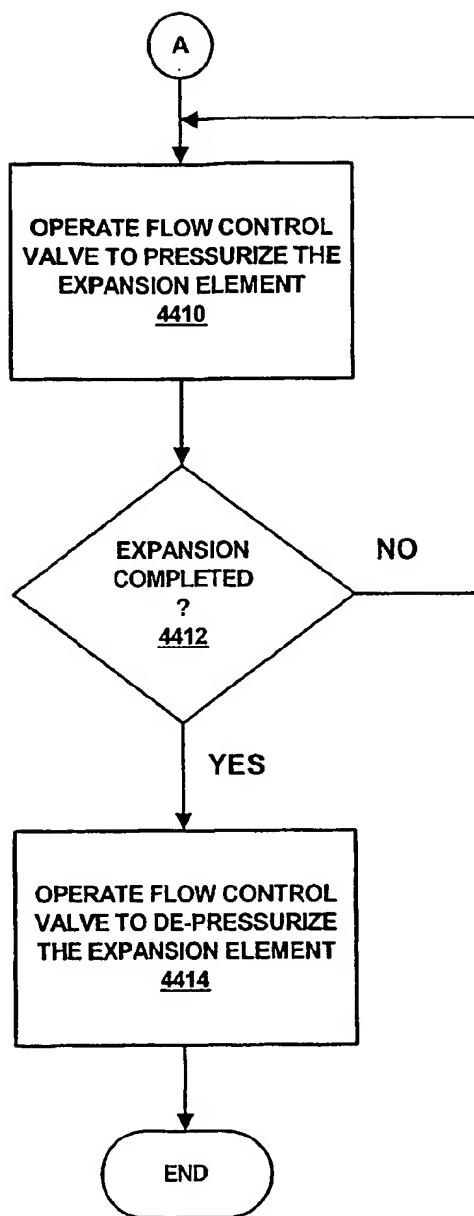 A
OPERATE FLOW CONTROL
VALVE TO PRESSURIZE THE
EXPANSION ELEMENT
4410
EXPANSION
COMPLETED
?
4412
NO
YES
OPERATE FLOW CONTROL
VALVE TO DE-PRESSURIZE
THE EXPANSION ELEMENT
4414
END